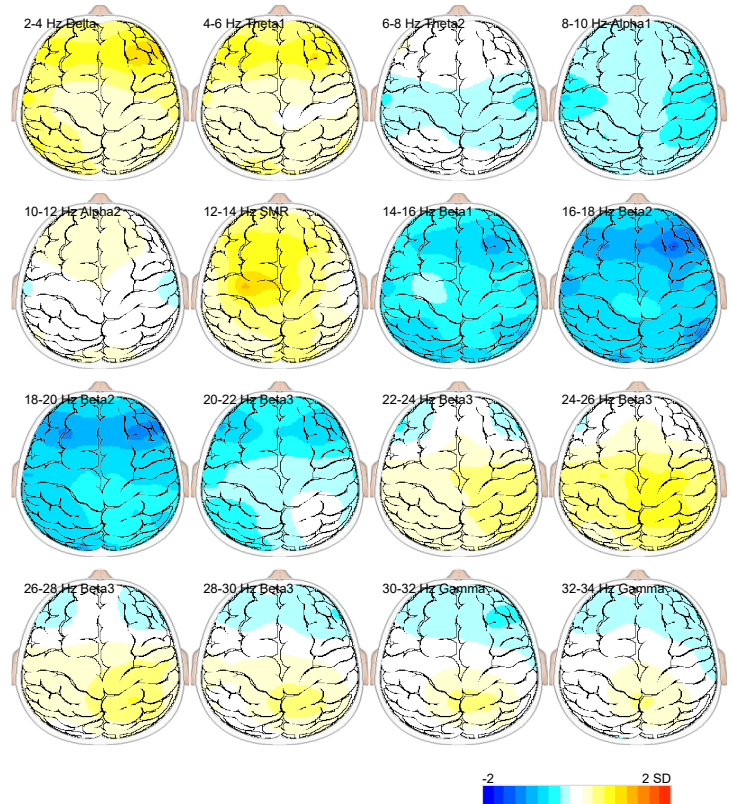 2-4 Hz Delta 4-6 Hz Theta1 6-8 Hz Theta2 8-10 Hz Alpha1
10-12 Hz Alpha2 12-14 Hz SMR 14-16 Hz Beta1 16-18 Hz Beta2
18-20 Hz Beta2 20-22 Hz Beta3 22-24 Hz Beta3 24-26 Hz Beta3
26-28 Hz Beta3 28-30 Hz Beta3 30-32 Hz Gamma 32-34 Hz Gamma
-2 2 SD